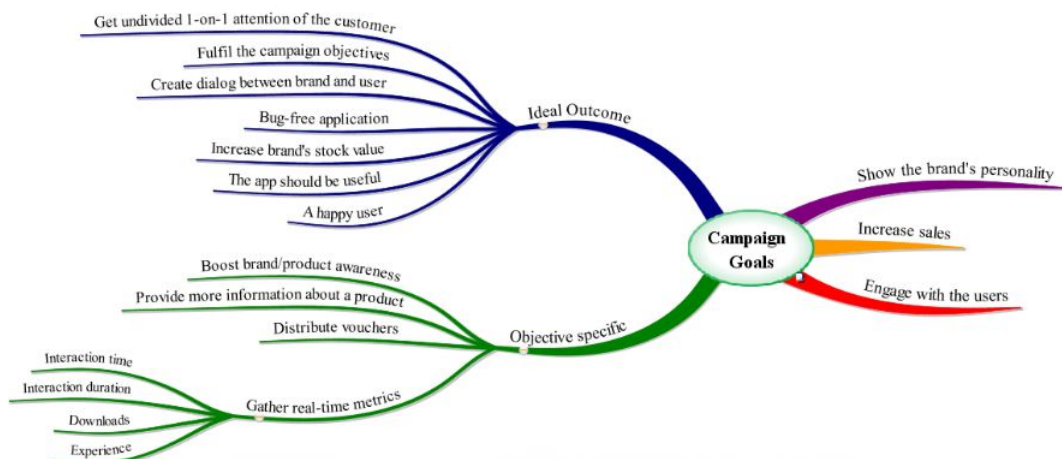 Get undivided 1-on-1 attention of the customer
Fulfil the campaign objectives
Create dialog between brand and user
Bug-free application
Increase brand's stock value
The app should be useful
A happy user
Ideal Outcome
Boost brand/product awareness
Provide more information about a product
Distribute vouchers
Objective specific
Interaction time
Interaction duration
Downloads
Experience
Gather real-time metrics
Campaign
Goals
Show the brand's personality
Increase sales
Engage with the users